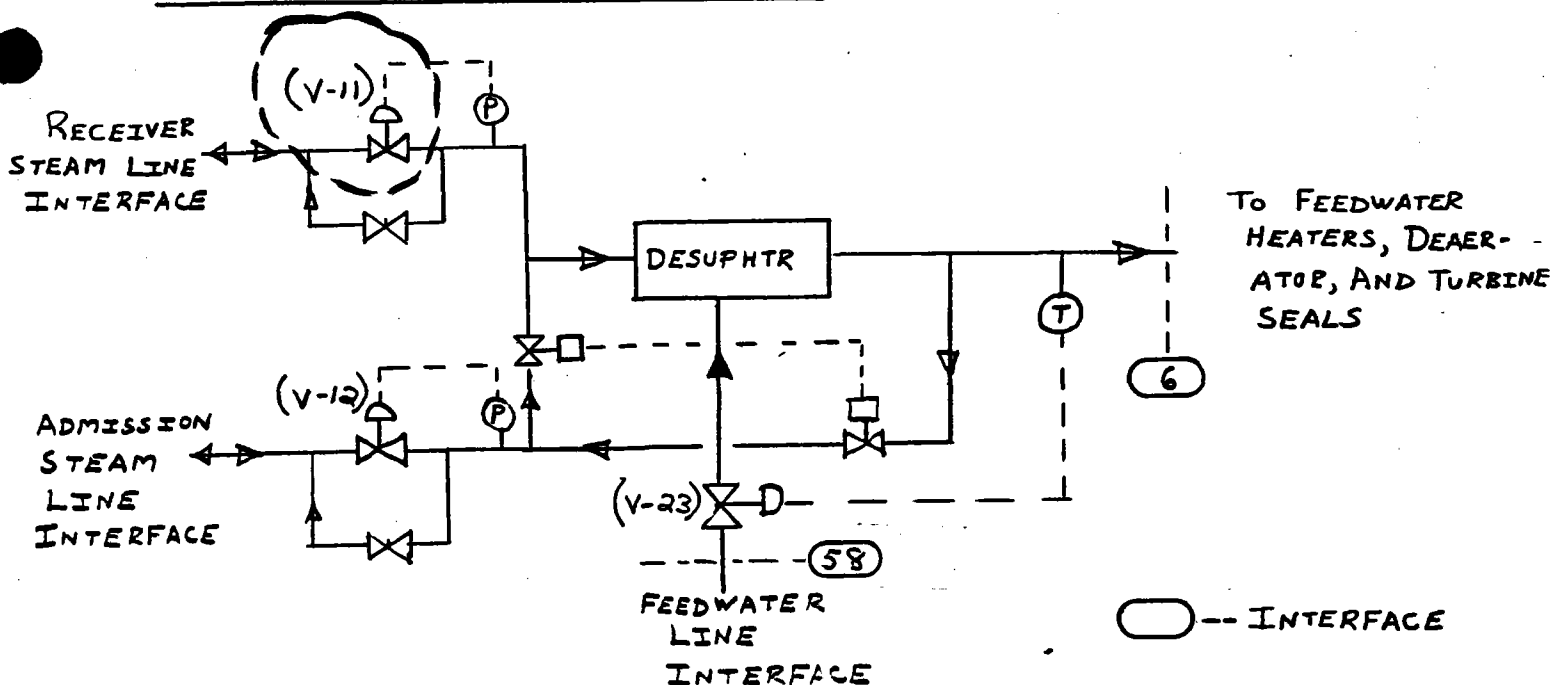 (V-11)
P
RECEIVER
STEAM LINE
INTERFACE
DESUPHTR
TO FEEDWATER
HEATERS, DEAER-
ATOR, AND TURBINE
SEALS
T
6
(V-12)
P
ADMISSION
STEAM
LINE
INTERFACE
(V-23)
58
FEEDWATER
LINE
INTERFACE
-- INTERFACE